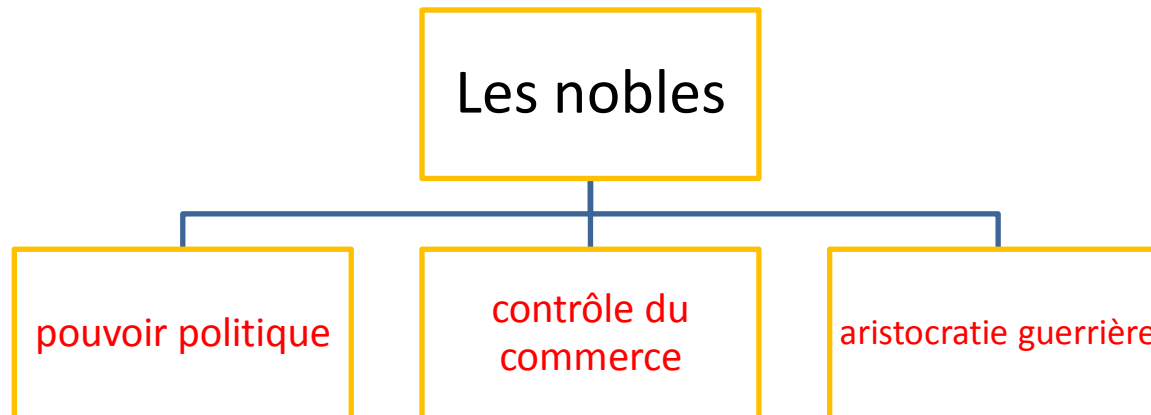 Les nobles
pouvoir politique
contrôle du
commerce
aristocratie guerrière